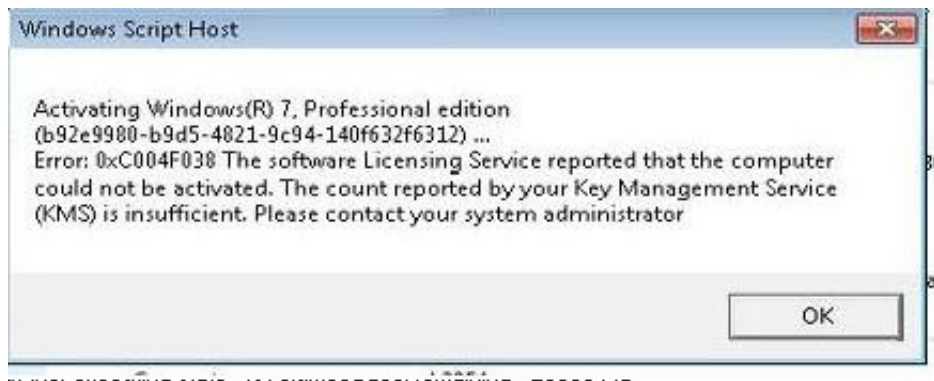 Windows Script Host
Activating Windows(R) 7, Professional edition
(b92e9980-b9d5-4821-9c94-140f632f6312) ...
Error: 0xC004F038 The software Licensing Service reported that the computer
could not be activated. The count reported by your Key Management Service
(KMS) is insufficient. Please contact your system administrator
OK